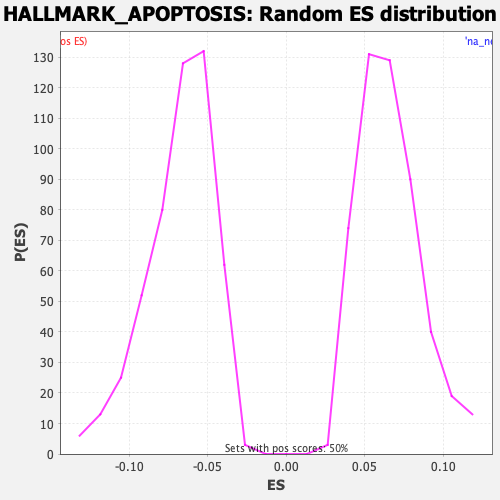 HALLMARK_APOPTOSIS: Random ES distribution
os ES)
'na_ne
130
120
110
100
90
80
70
60
50
40
30
20
10
0
P(ES)
Sets with pos scores: 50%
-0.10 -0.05 0.00 0.05 0.10
ES